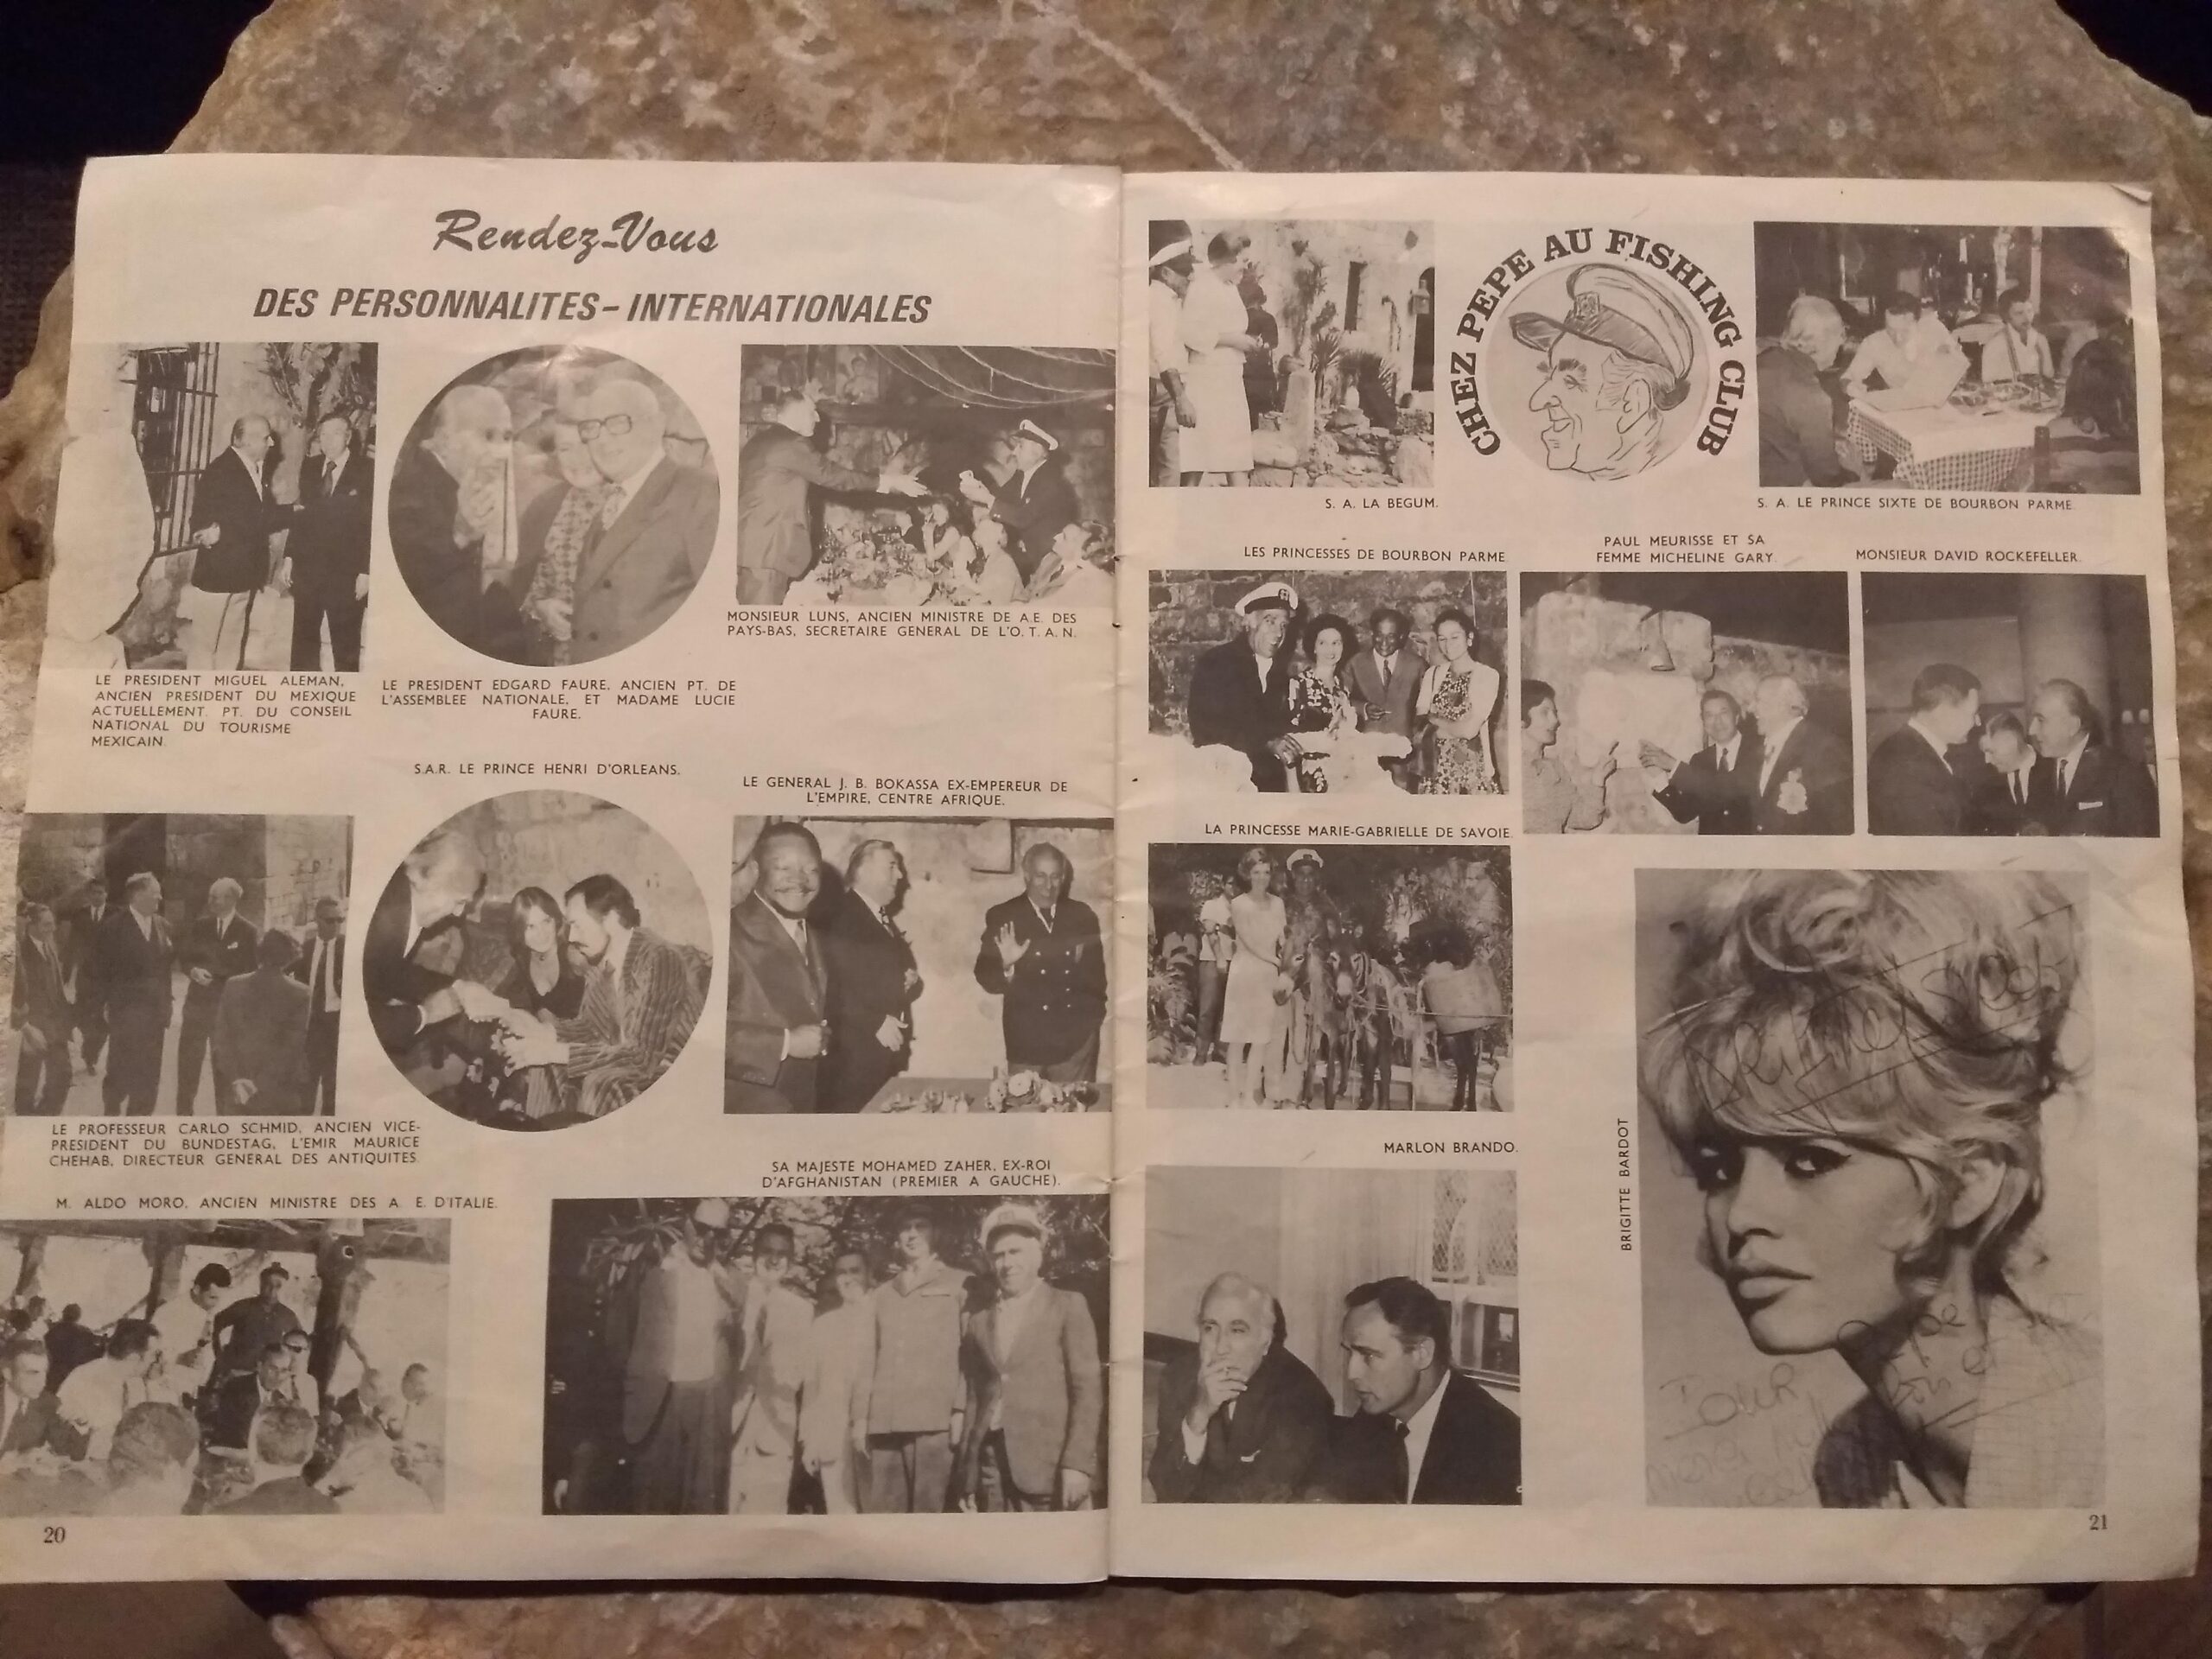 Rendez-Vous
DES PERSONNALITES-INTERNATIONALES
LE PRESIDENT MIGUEL ALEMAN,
ANCIEN PRESIDENT DU MEXIQUE
ACTUELLEMENT. PT. DU CONSEIL
NATIONAL DU TOURISME
MEXICAIN
LE PRESIDENT EDGARD FAURE, ANCIEN PT. DE
L'ASSEMBLEE NATIONALE, ET MADAME LUCIE
FAURE.
MONSIEUR LUNS, ANCIEN MINISTRE DE A.E. DES
PAYS-BAS, SECRETAIRE GENERAL DE L'O.T.A.N.
S.A.R. LE PRINCE HENRI D'ORLEANS.
LE GENERAL J. B. BOKASSA EX-EMPEREUR DE
L'EMPIRE, CENTRE AFRIQUE.
LE PROFESSEUR CARLO SCHMID, ANCIEN VICE-
PRESIDENT DU BUNDESTAG, L'EMIR MAURICE
CHEHAB, DIRECTEUR GENERAL DES ANTIQUITES.
SA MAJESTE MOHAMED ZAHER, EX-ROI
D'AFGHANISTAN (PREMIER A GAUCHE).
M. ALDO MORO, ANCIEN MINISTRE DES A. E. D'ITALIE.
20
CHEZ PEPE AU FISHING CLUB
S. A. LA BEGUM.
S. A. LE PRINCE SIXTE DE BOURBON PARME.
LES PRINCESSES DE BOURBON PARME
PAUL MEURISSE ET SA
FEMME MICHELINE GARY.
MONSIEUR DAVID ROCKEFELLER.
LA PRINCESSE MARIE-GABRIELLE DE SAVOIE.
MARLON BRANDO.
BRIGITTE BARDOT
Pour
Pepe
21